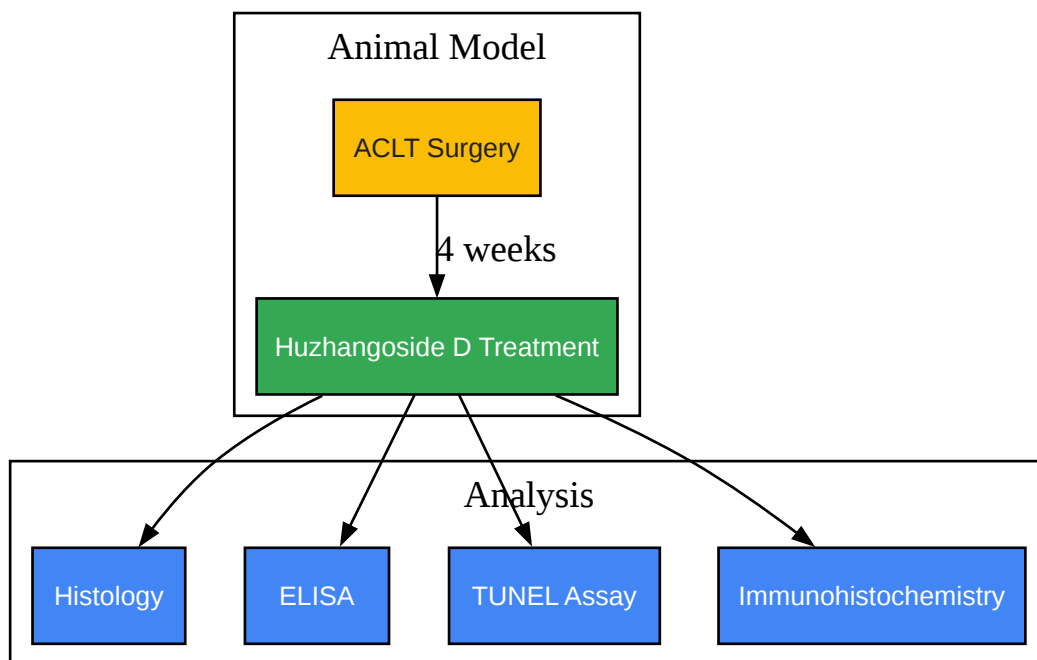 Animal Model
ACLT Surgery
4 weeks
Huzhangoside D Treatment
Analysis
Histology
ELISA
TUNEL Assay
Immunohistochemistry